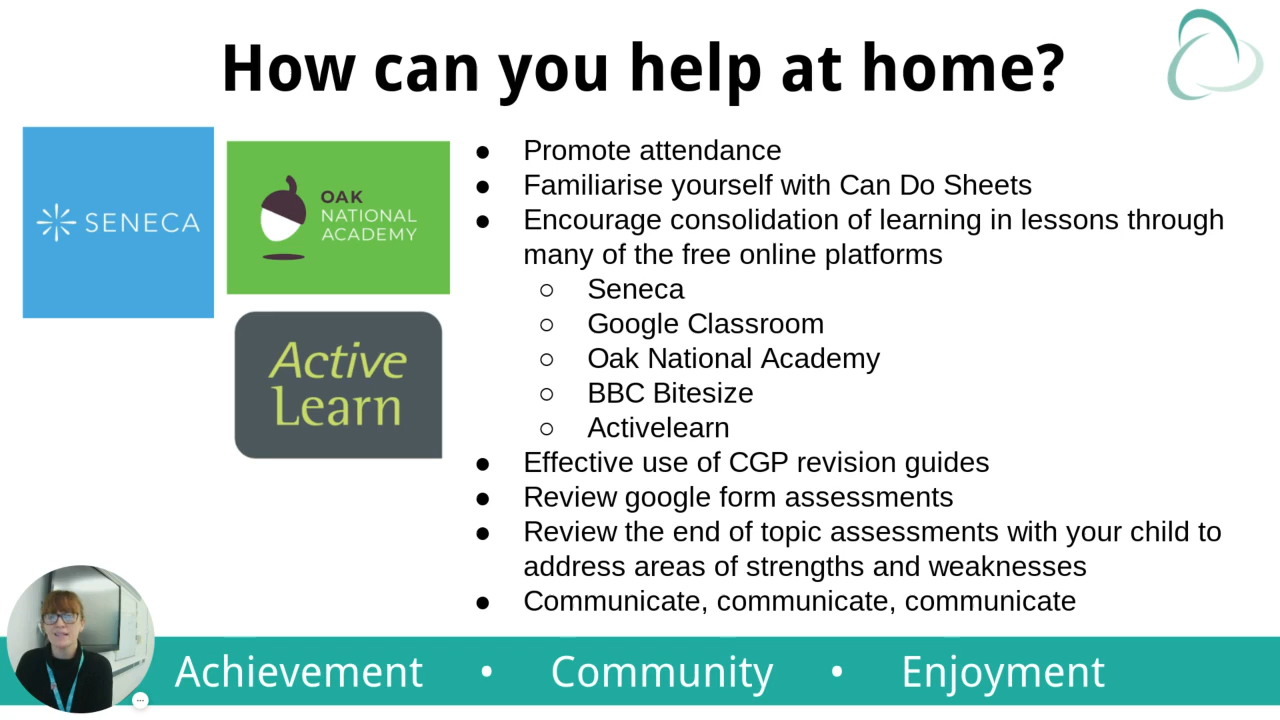 How can you help at home?
SENECA
OAK
NATIONAL
ACADEMY
Active
Learn
● Promote attendance
● Familiarise yourself with Can Do Sheets
● Encourage consolidation of learning in lessons through
many of the free online platforms
○ Seneca
○ Google Classroom
○ Oak National Academy
○ BBC Bitesize
○ Activelearn
● Effective use of CGP revision guides
● Review google form assessments
● Review the end of topic assessments with your child to
address areas of strengths and weaknesses
● Communicate, communicate, communicate
Achievement • Community • Enjoyment